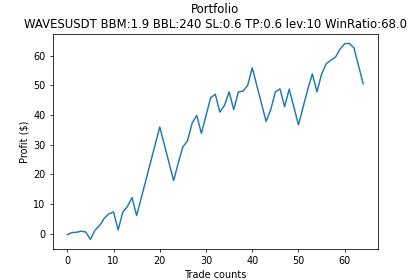 Portfolio
WAVESUSDT BBM:1.9 BBL:240 SL:0.6 TP:0.6 lev:10 WinRatio:68.0
Profit ($)
60
50
40
30
20
10
0
0 10 20 30 40 50 60
Trade counts